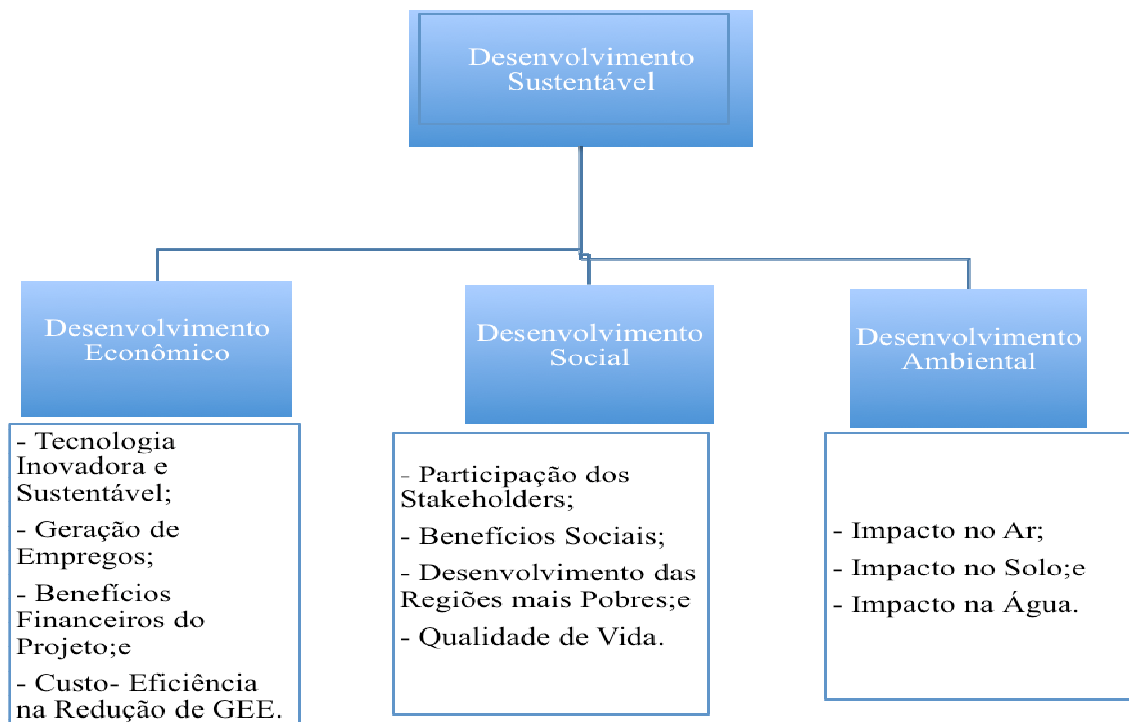 Desenvolvimento
Sustentável
Desenvolvimento
Econômico
- Tecnologia
Inovadora e
Sustentável;
- Geração de
Empregos;
- Benefícios
Financeiros do
Projeto;e
- Custo- Eficiência
na Redução de GEE.
Desenvolvimento
Social
- Participação dos
Stakeholders;
- Benefícios Sociais;
- Desenvolvimento das
Regiões mais Pobres;e
- Qualidade de Vida.
Desenvolvimento
Ambiental
- Impacto no Ar;
- Impacto no Solo;e
- Impacto na Água.